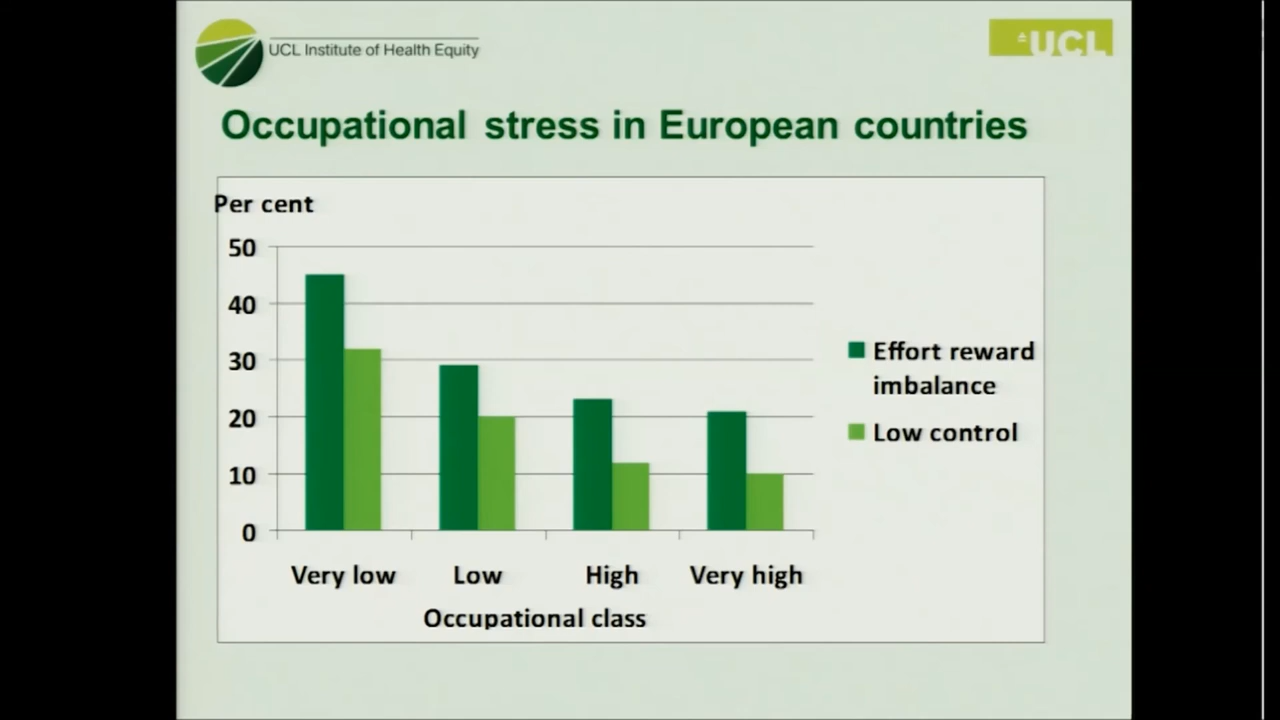 UCL Institute of Health Equity
UCL
Occupational stress in European countries
Per cent
50
40
30
20
10
0
Very low
Low
High
Very high
Occupational class
Effort reward
imbalance
Low control